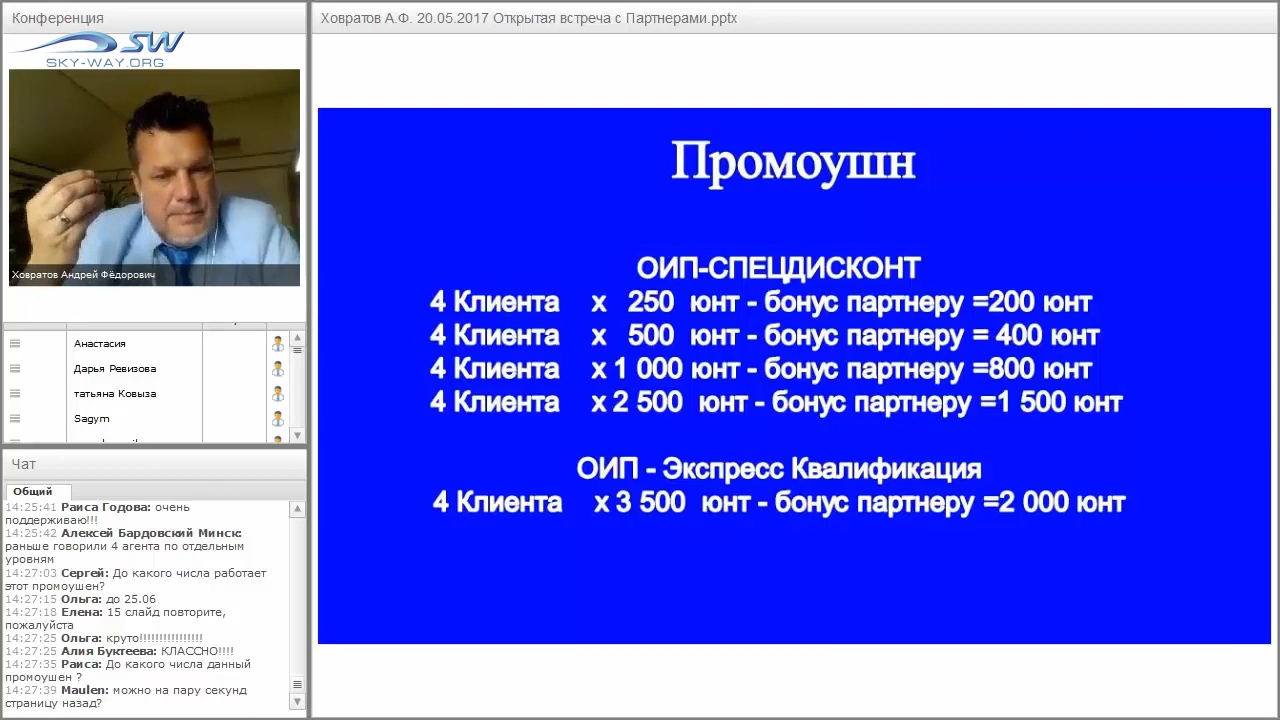 Конференция
SW
SKY-WAY.ORG
Ховратов Андрей Фёдорович
Анастасия
Дарья Ревизова
татьяна Ковыза
Sagym
Чат
Общий
14:25:41 Раиса Годова: очень
поддерживаю!!!
14:25:42 Алексей Бардовский Минск:
раньше говорили 4 агента по отдельным
уровням
14:27:03 Сергей: До какого числа работает
этот промоушен?
14:27:15 Ольга: до 25.06
14:27:18 Елена: 15 слайд повторите,
пожалуйста
14:27:25 Ольга: круто!!!!!!!!!!!!!!!!
14:27:25 Алия Буктеева: КЛАССНО!!!!
14:27:35 Раиса: До какого числа данный
промоушен ?
14:27:39 Maulen: можно на пару секунд
страницу назад?
Ховратов А.Ф. 20.05.2017 Открытая встреча с Партнерами.pptx
Промоушн
ОИП-СПЕЦДИСКОНТ
4 Клиента х 250 юнт - бонус партнеру =200 юнт
4 Клиента х 500 юнт - бонус партнеру = 400 юнт
4 Клиента х 1 000 юнт - бонус партнеру =800 юнт
4 Клиента х 2 500 юнт - бонус партнеру =1 500 юнт
ОИП - Экспресс Квалификация
4 Клиента х 3 500 юнт - бонус партнеру =2 000 юнт